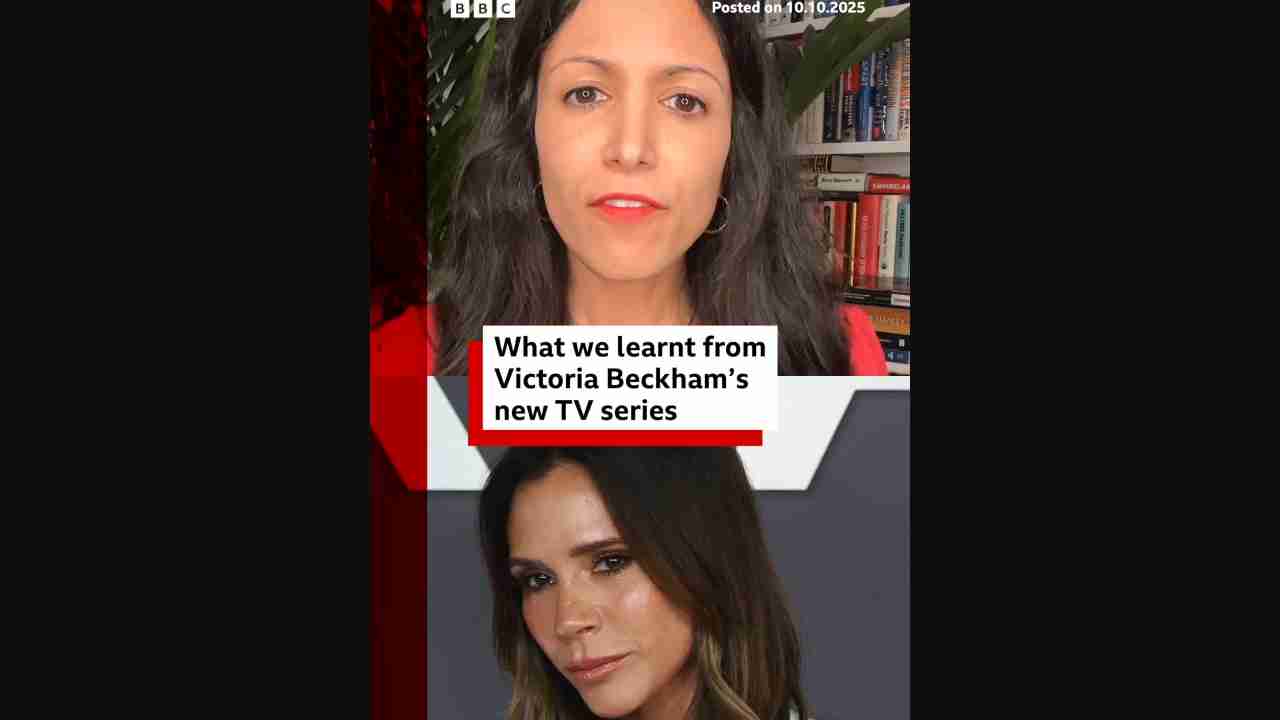 BBC
Posted on 10.10.2025
What we learnt from
Victoria Beckham’s
new TV series